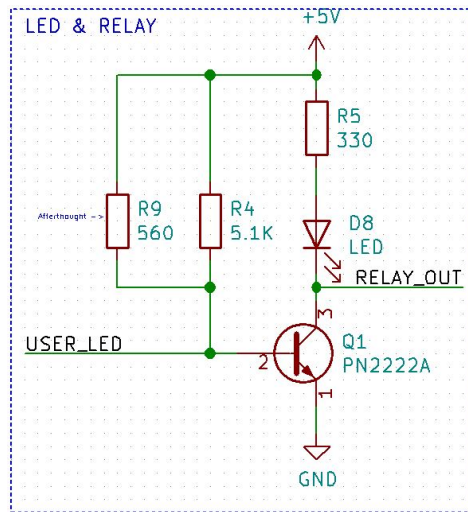 LED & RELAY
+5V
R5
330
Afterthought -->
R9
560
R4
5.1K
D8
LED
RELAY_OUT
3
USER_LED
2
Q1
PN2222A
1
GND